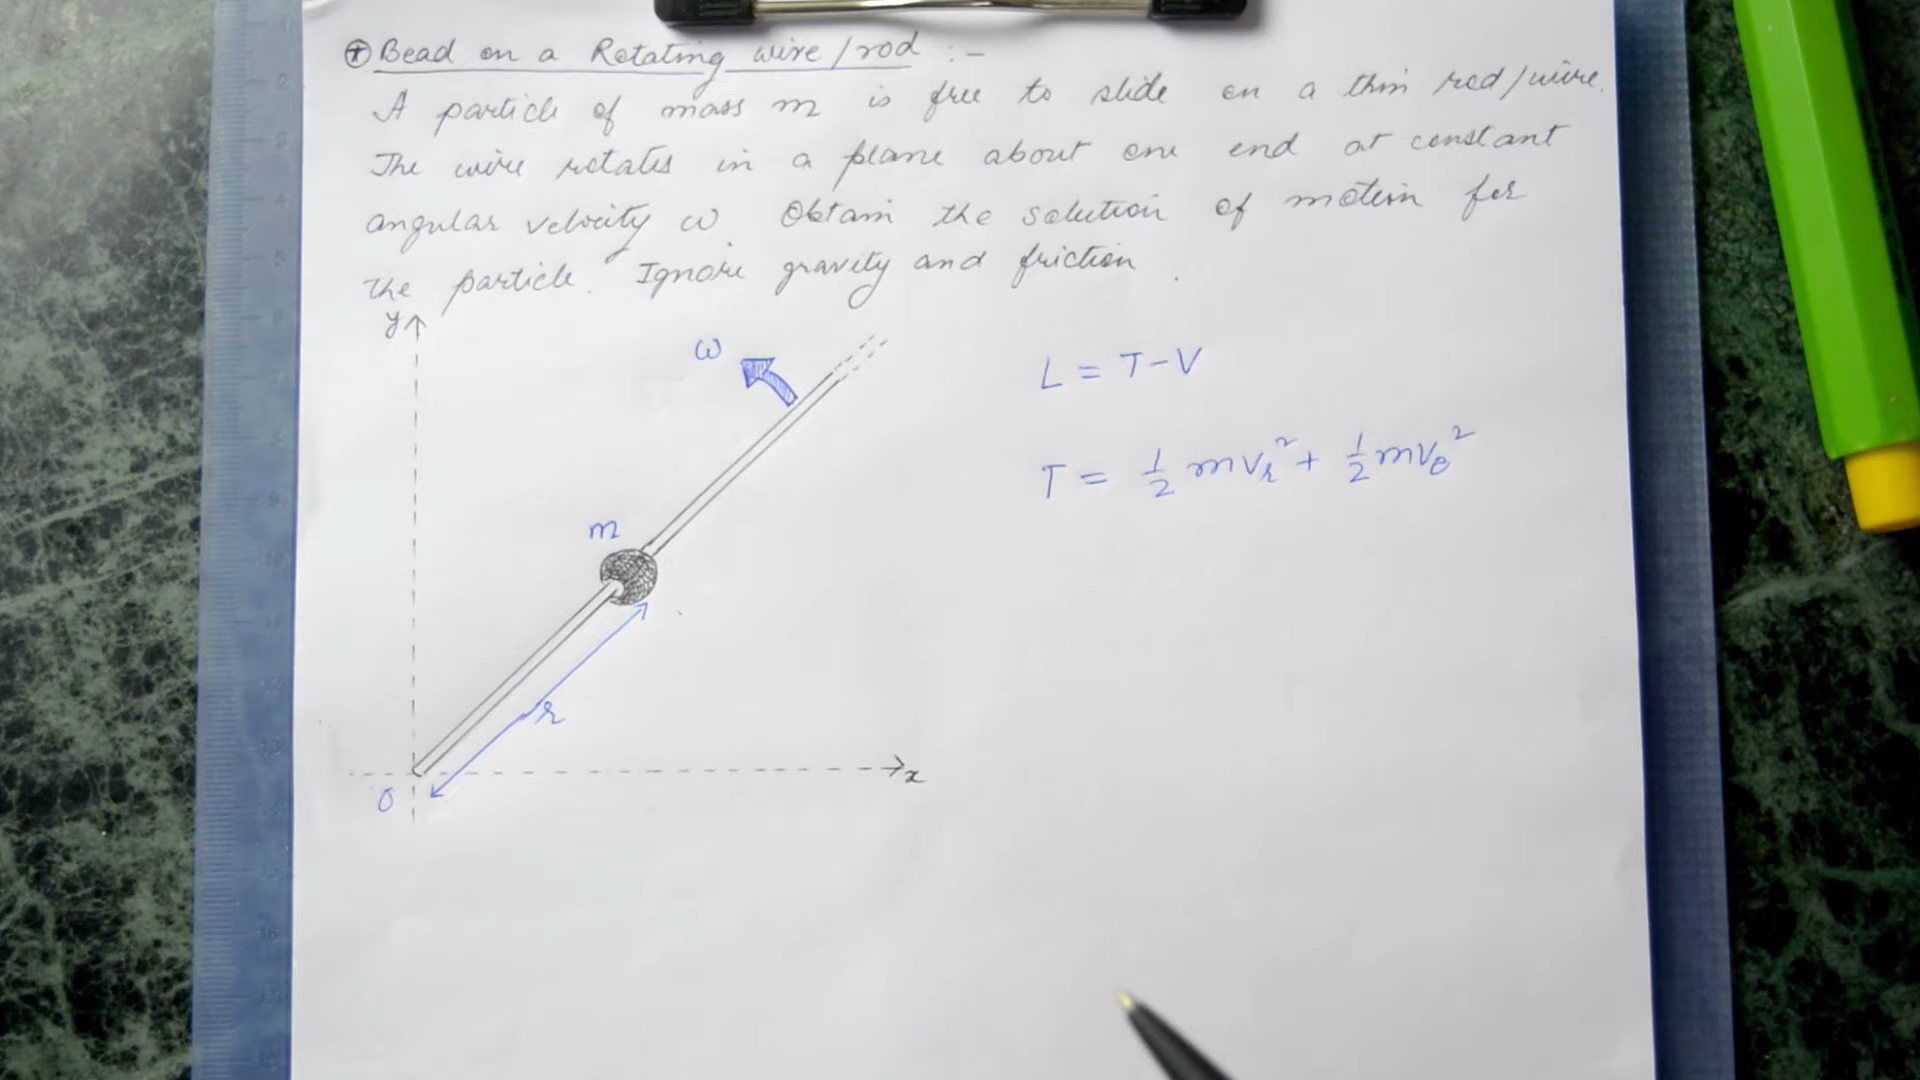 ⊕ Bead on a Rotating wire/rod :-
A particle of mass m is free to slide on a thin rod/wire.
The wire rotates in a plane about one end at constant
angular velocity ω. Obtain the solution of motion for
the particle. Ignore gravity and friction.
y
ω
L = T - V
T = 1/2 mv_r² + 1/2 mv_θ²
m
r
x
O